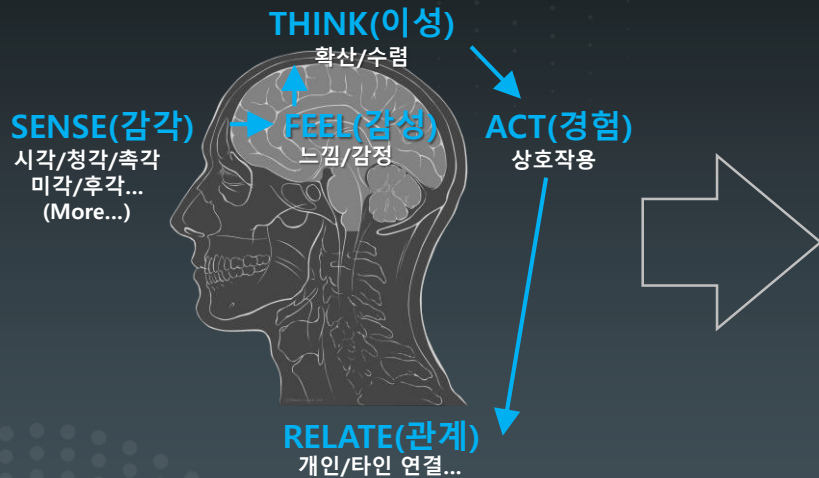 THINK(이성)
확산/수렴
SENSE(감각)
시각/청각/촉각
미각/후각...
(More...)
FEEL(감성)
느낌/감정
ACT(경험)
상호작용
RELATE(관계)
개인/타인 연결...